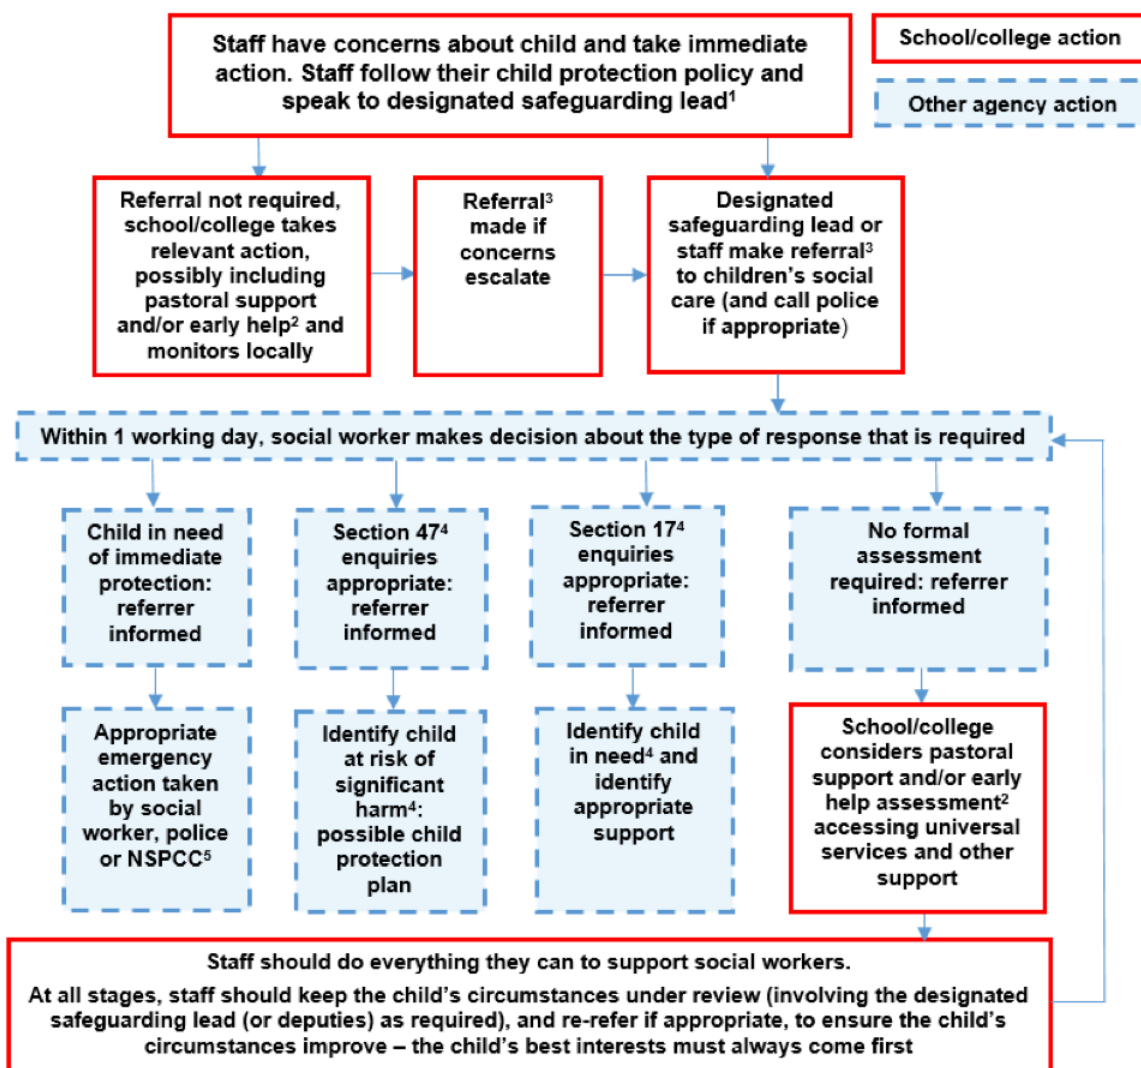 Staff have concerns about child and take immediate
action. Staff follow their child protection policy and
speak to designated safeguarding lead¹
School/college action
Other agency action
Referral not required,
school/college takes
relevant action,
possibly including
pastoral support
and/or early help² and
monitors locally
Referral³
made if
concerns
escalate
Designated
safeguarding lead or
staff make referral³
to children’s social
care (and call police
if appropriate)
Within 1 working day, social worker makes decision about the type of response that is required
Child in need
of immediate
protection:
referrer
informed
Section 47⁴
enquiries
appropriate:
referrer
informed
Section 17⁴
enquiries
appropriate:
referrer
informed
No formal
assessment
required: referrer
informed
Appropriate
emergency
action taken
by social
worker, police
or NSPCC⁵
Identify child
at risk of
significant
harm⁴:
possible child
protection
plan
Identify child
in need⁴ and
identify
appropriate
support
School/college
considers pastoral
support and/or early
help assessment²
accessing universal
services and other
support
Staff should do everything they can to support social workers.
At all stages, staff should keep the child’s circumstances under review (involving the designated
safeguarding lead (or deputies) as required), and re-refer if appropriate, to ensure the child’s
circumstances improve – the child’s best interests must always come first